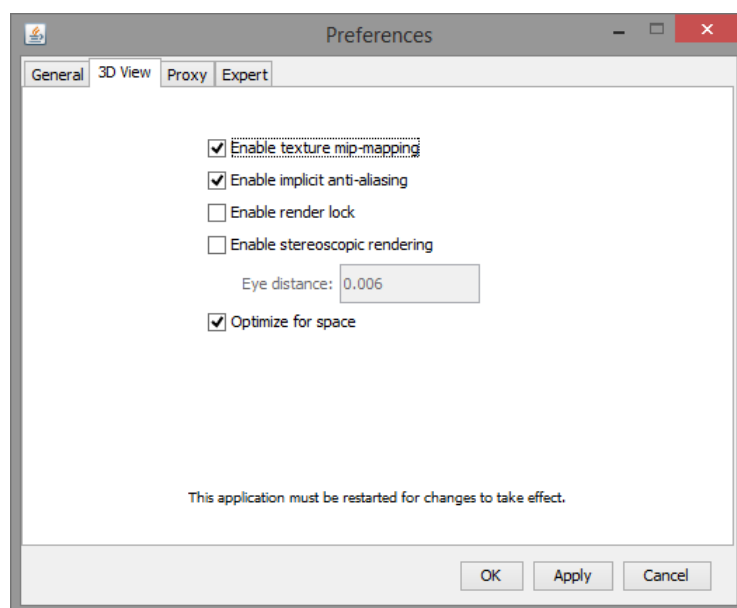 Preferences
General 3D View Proxy Expert
Enable texture mip-mapping
Enable implicit anti-aliasing
Enable render lock
Enable stereoscopic rendering
Eye distance: 0.006
Optimize for space
This application must be restarted for changes to take effect.
OK Apply Cancel